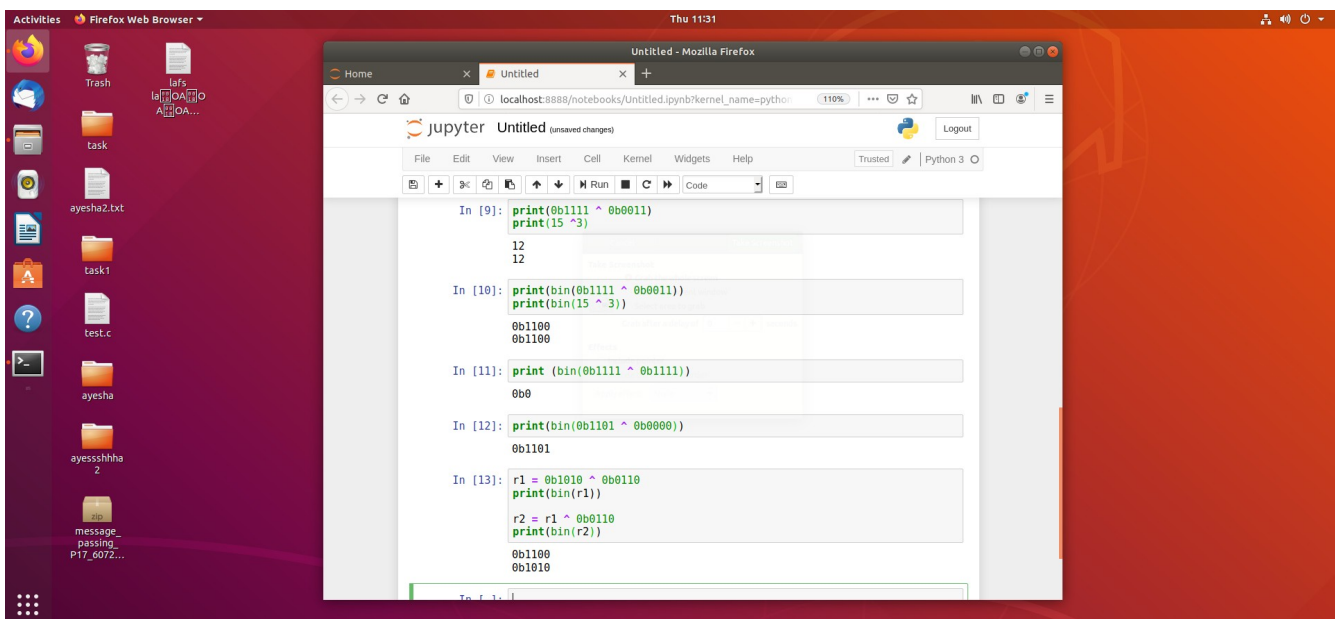 Activities Firefox Web Browser Thu 11:31
Trash
lafs
task
ayesha2.txt
task1
test.c
ayesha
ayessshhha
2
zip
message_
passing_
P17_6072...
Untitled - Mozilla Firefox
Home Untitled
localhost:8888/notebooks/Untitled.ipynb?kernel_name=python 110%
jupyter Untitled (unsaved changes) Logout
File Edit View Insert Cell Kernel Widgets Help Trusted Python 3
Run Code
In [9]: print(0b1111 ^ 0b0011)
print(15 ^3)
12
12
In [10]: print(bin(0b1111 ^ 0b0011))
print(bin(15 ^ 3))
0b1100
0b1100
In [11]: print (bin(0b1111 ^ 0b1111))
0b0
In [12]: print(bin(0b1101 ^ 0b0000))
0b1101
In [13]: r1 = 0b1010 ^ 0b0110
print(bin(r1))
r2 = r1 ^ 0b0110
print(bin(r2))
0b1100
0b1010
In [ ]: